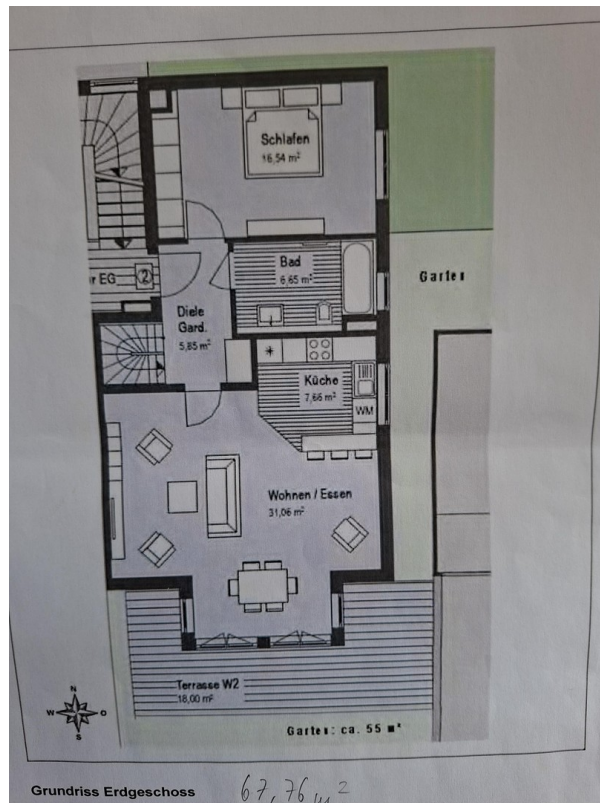 Schlafen
16,54 m²
Bad
6,65 m²
Garten
r EG
2
Diele
Gard.
5,85 m²
Küche
7,66 m²
WM
Wohnen / Essen
31,06 m²
Terrasse W2
18,00 m²
N
W O
S
Garten: ca. 55 m²
Grundriss Erdgeschoss
67,76 m²